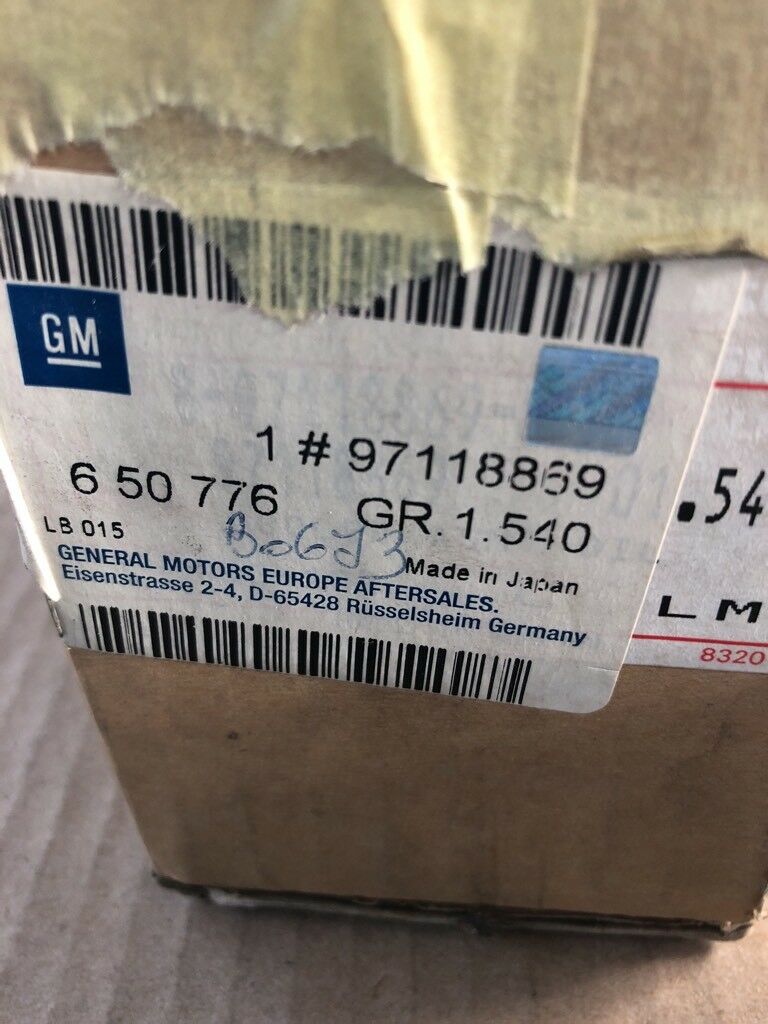 GM
1 # 97118869
6 50 776 GR. 1.540
LB 015
Made in Japan
GENERAL MOTORS EUROPE AFTERSALES.
Eisenstrasse 2-4, D-65428 Rüsselsheim Germany
.54
LM
8320